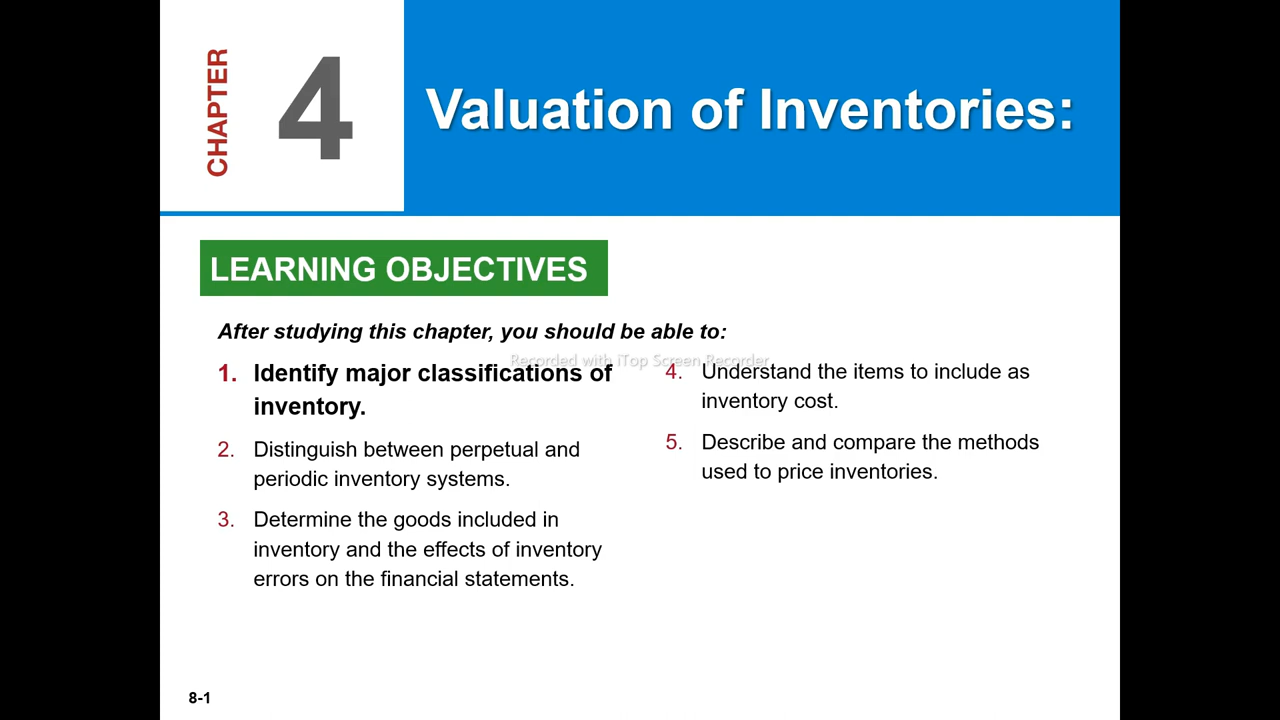 CHAPTER
4
Valuation of Inventories:
LEARNING OBJECTIVES
After studying this chapter, you should be able to:
Recorded with iTop Screen Recorder
1. Identify major classifications of
inventory.
2. Distinguish between perpetual and
periodic inventory systems.
3. Determine the goods included in
inventory and the effects of inventory
errors on the financial statements.
4. Understand the items to include as
inventory cost.
5. Describe and compare the methods
used to price inventories.
8-1